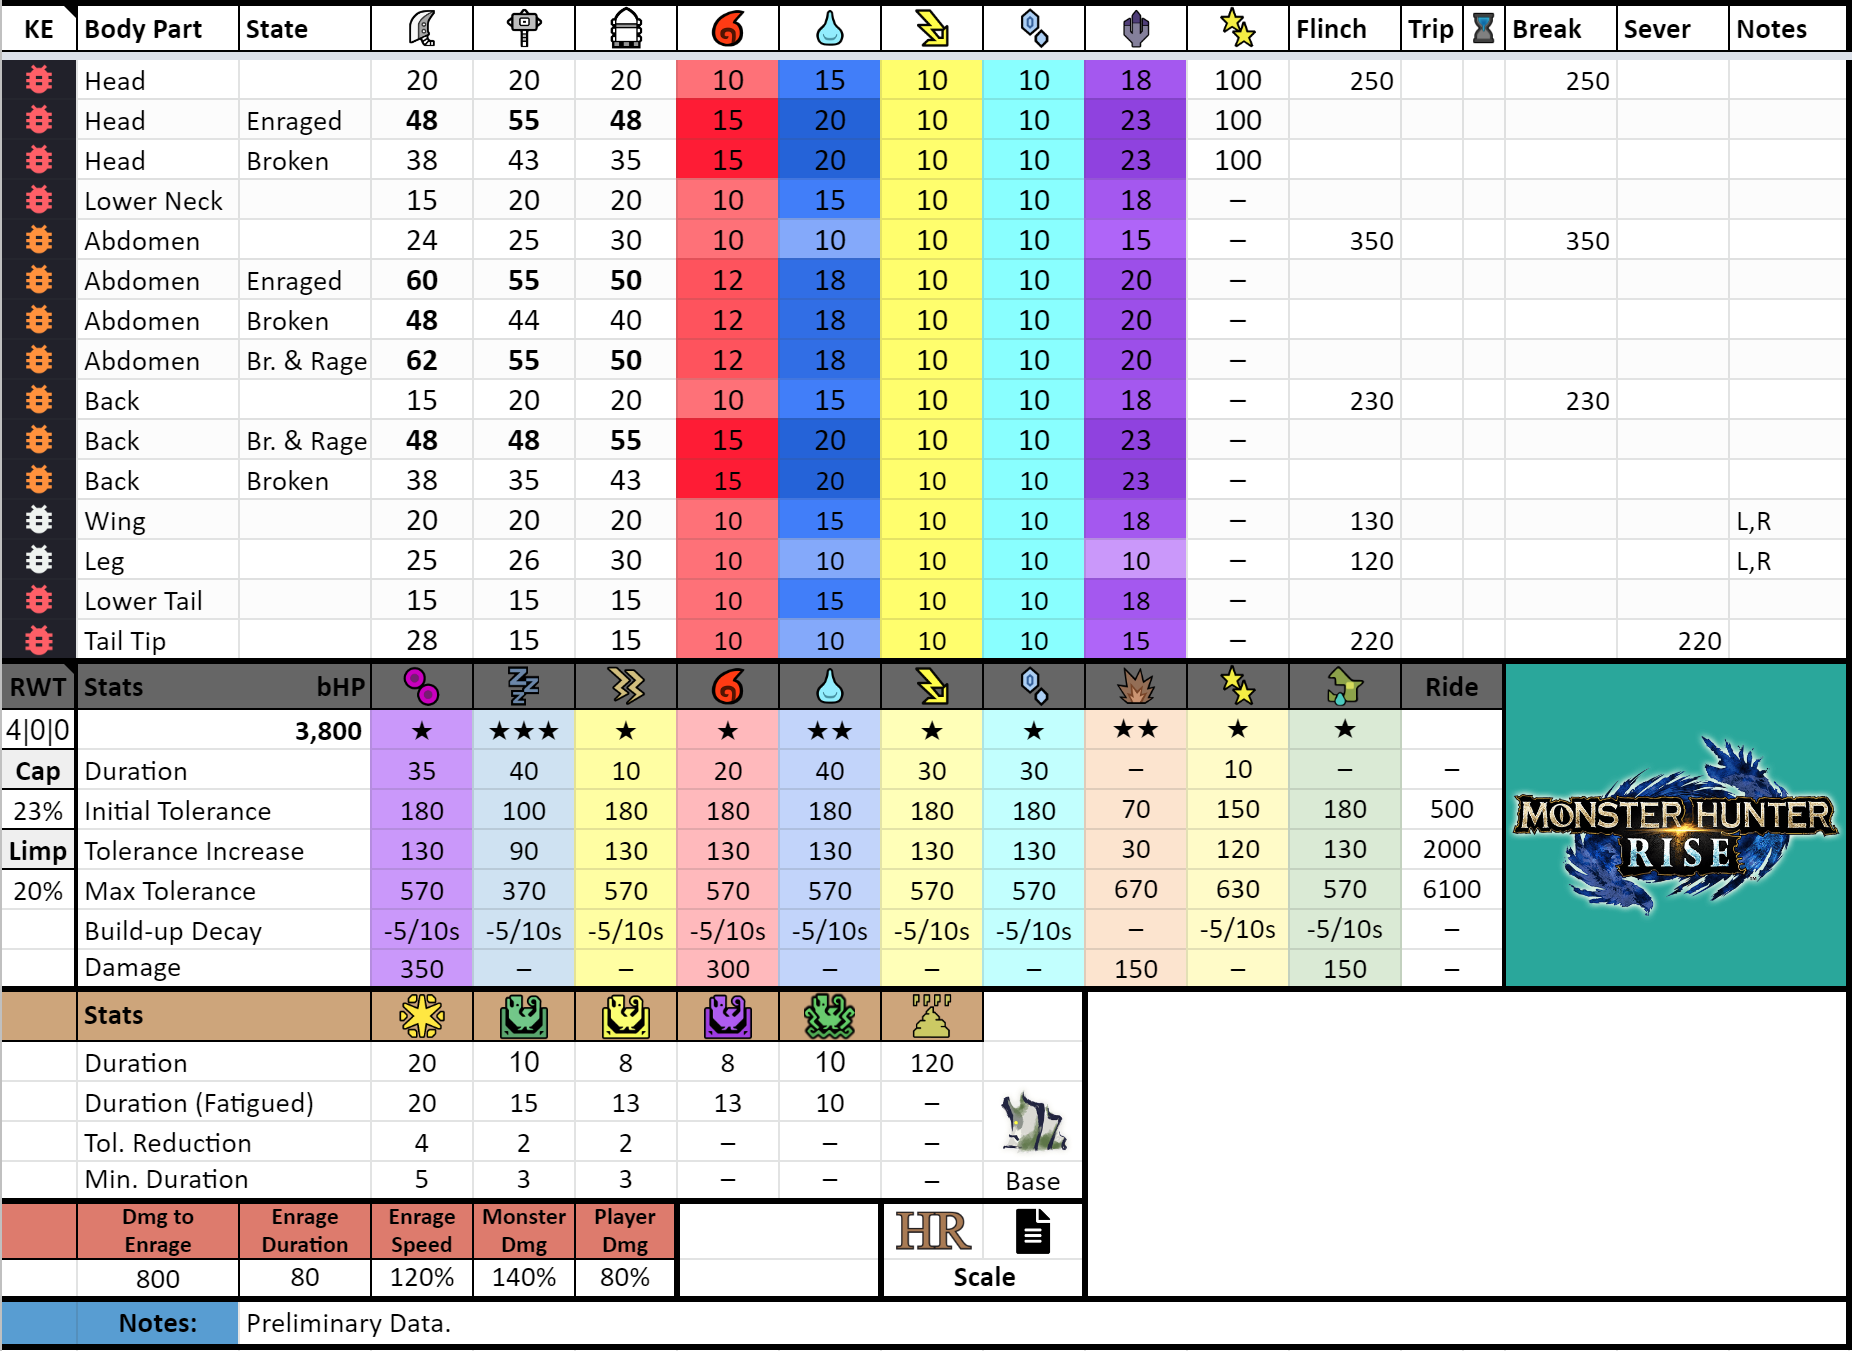 KE Body Part State Flinch Trip Break Sever Notes
Head 20 20 20 10 15 10 10 18 100 250 250
Head Enraged 48 55 48 15 20 10 10 23 100
Head Broken 38 43 35 15 20 10 10 23 100
Lower Neck 15 20 20 10 15 10 10 18 –
Abdomen 24 25 30 10 10 10 10 15 – 350 350
Abdomen Enraged 60 55 50 12 18 10 10 20 –
Abdomen Broken 48 44 40 12 18 10 10 20 –
Abdomen Br. & Rage 62 55 50 12 18 10 10 20 –
Back 15 20 20 10 15 10 10 18 – 230 230
Back Br. & Rage 48 48 55 15 20 10 10 23 –
Back Broken 38 35 43 15 20 10 10 23 –
Wing 20 20 20 10 15 10 10 18 – 130 L,R
Leg 25 26 30 10 10 10 10 10 – 120 L,R
Lower Tail 15 15 15 10 15 10 10 18 –
Tail Tip 28 15 15 10 10 10 10 15 – 220 220
RWT Stats bHP Ride
4|0|0 3,800 ★ ★★★ ★ ★ ★★ ★ ★ ★★ ★ ★
Cap Duration 35 40 10 20 40 30 30 – 10 – –
23% Initial Tolerance 180 100 180 180 180 180 180 70 150 180 500
Limp Tolerance Increase 130 90 130 130 130 130 130 30 120 130 2000
20% Max Tolerance 570 370 570 570 570 570 570 670 630 570 6100
Build-up Decay -5/10s -5/10s -5/10s -5/10s -5/10s -5/10s -5/10s – -5/10s -5/10s –
Damage 350 – – 300 – – – 150 – 150 –
MONSTER HUNTER
RISE
Stats
Duration 20 10 8 8 10 120
Duration (Fatigued) 20 15 13 13 10 –
Tol. Reduction 4 2 2 – – –
Min. Duration 5 3 3 – – – Base
Dmg to Enrage Enrage Duration Enrage Speed Monster Dmg Player Dmg HR
800 80 120% 140% 80% Scale
Notes: Preliminary Data.